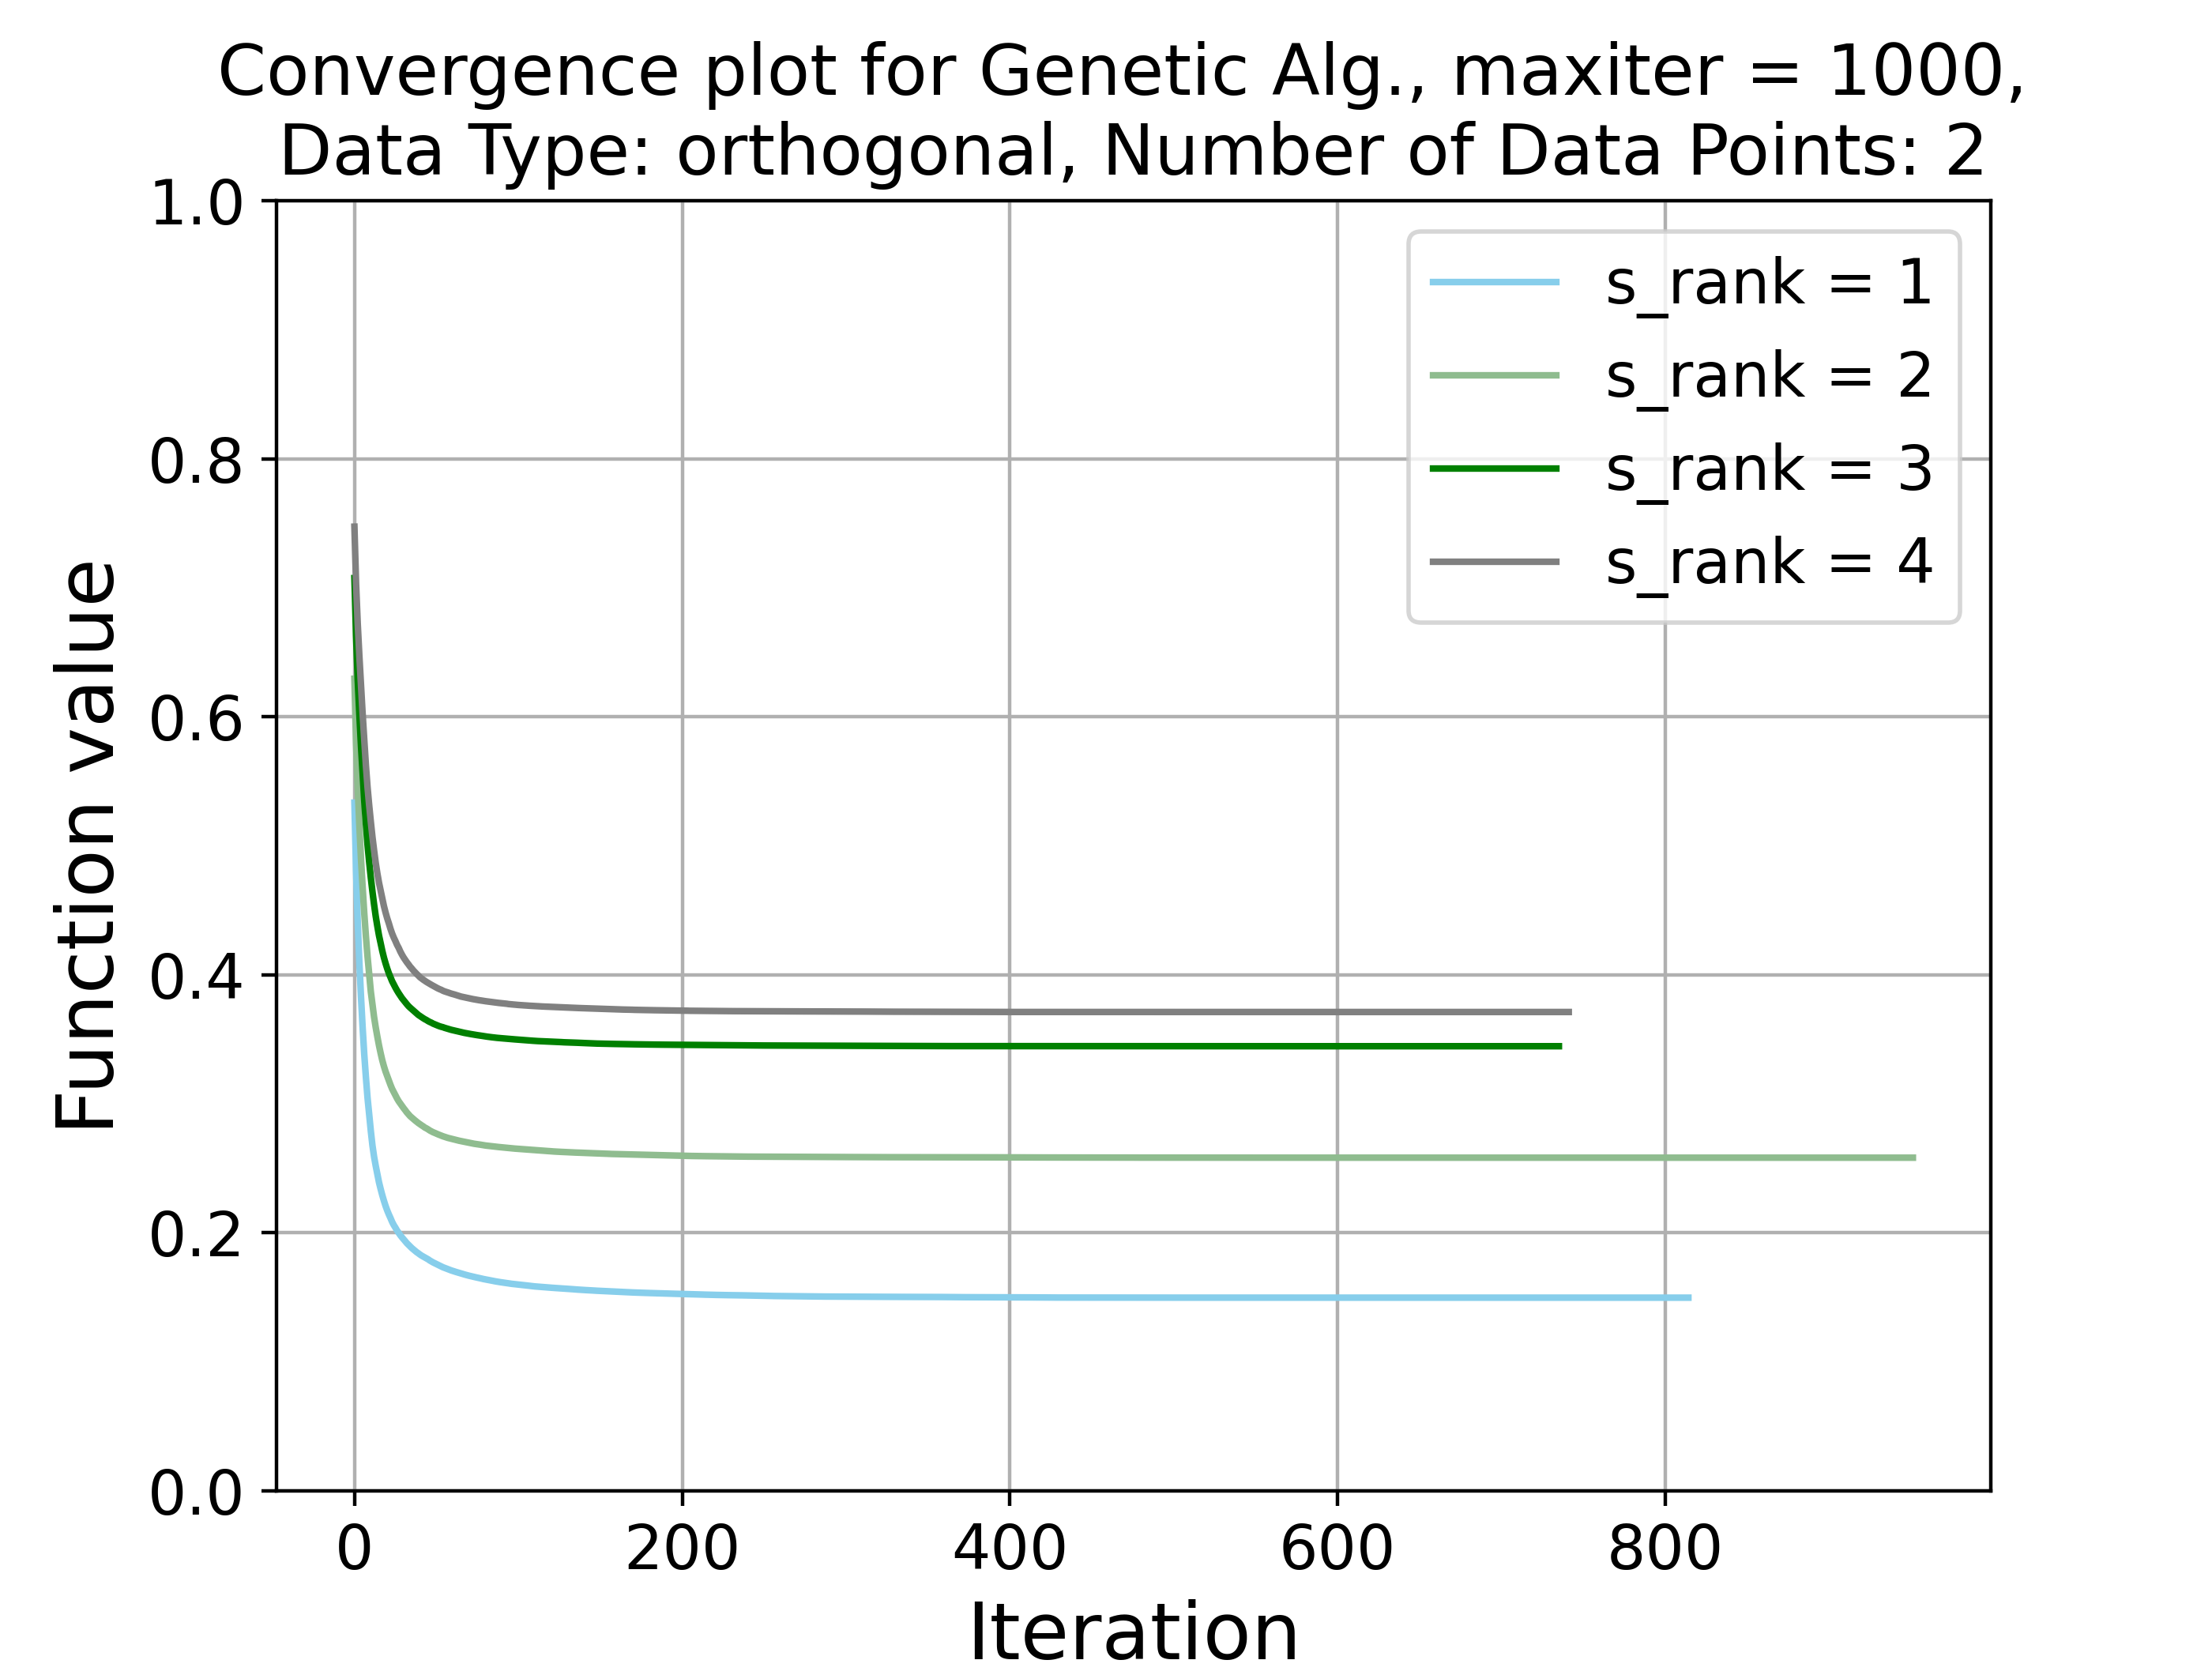 Convergence plot for Genetic Alg., maxiter = 1000,
Data Type: orthogonal, Number of Data Points: 2
1.0
0.8
0.6
0.4
0.2
0.0
Function value
s_rank = 1
s_rank = 2
s_rank = 3
s_rank = 4
0 200 400 600 800
Iteration